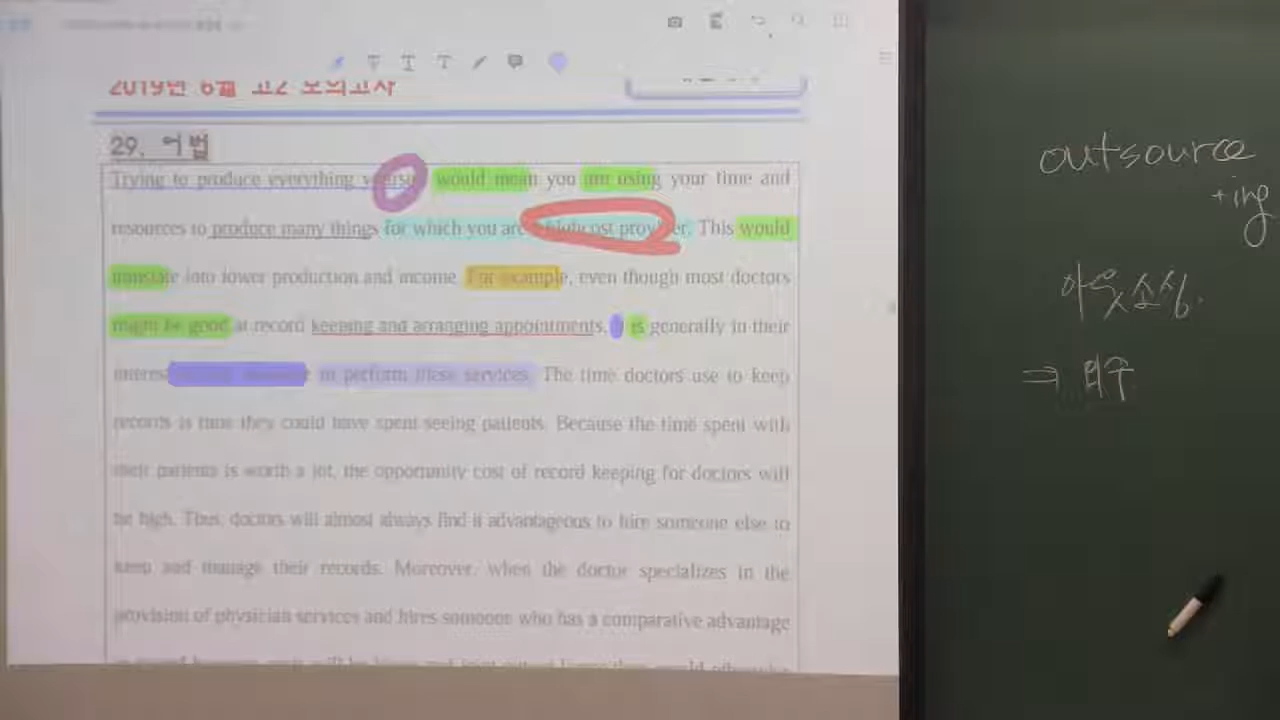 2019년 6월 고2 모의고사
29. 어법
Trying to produce everything would mean you are using your time and
resources to produce many things for which you are This would
translate into lower production and income. For example, even though most doctors
might be good at record keeping and arranging appointments, is generally in their
interest to perform these services. The time doctors use to keep
records is time they could have spent seeing patients. Because the time spent with
their patients is worth a lot, the opportunity cost of record keeping for doctors will
be high. Thus, doctors will almost always find it advantageous to hire someone else to
keep and manage their records. Moreover, when the doctor specializes in the
provision of physician services and hires someone who has a comparative advantage
outsource
+ing
아웃소싱.
⇒ 외주